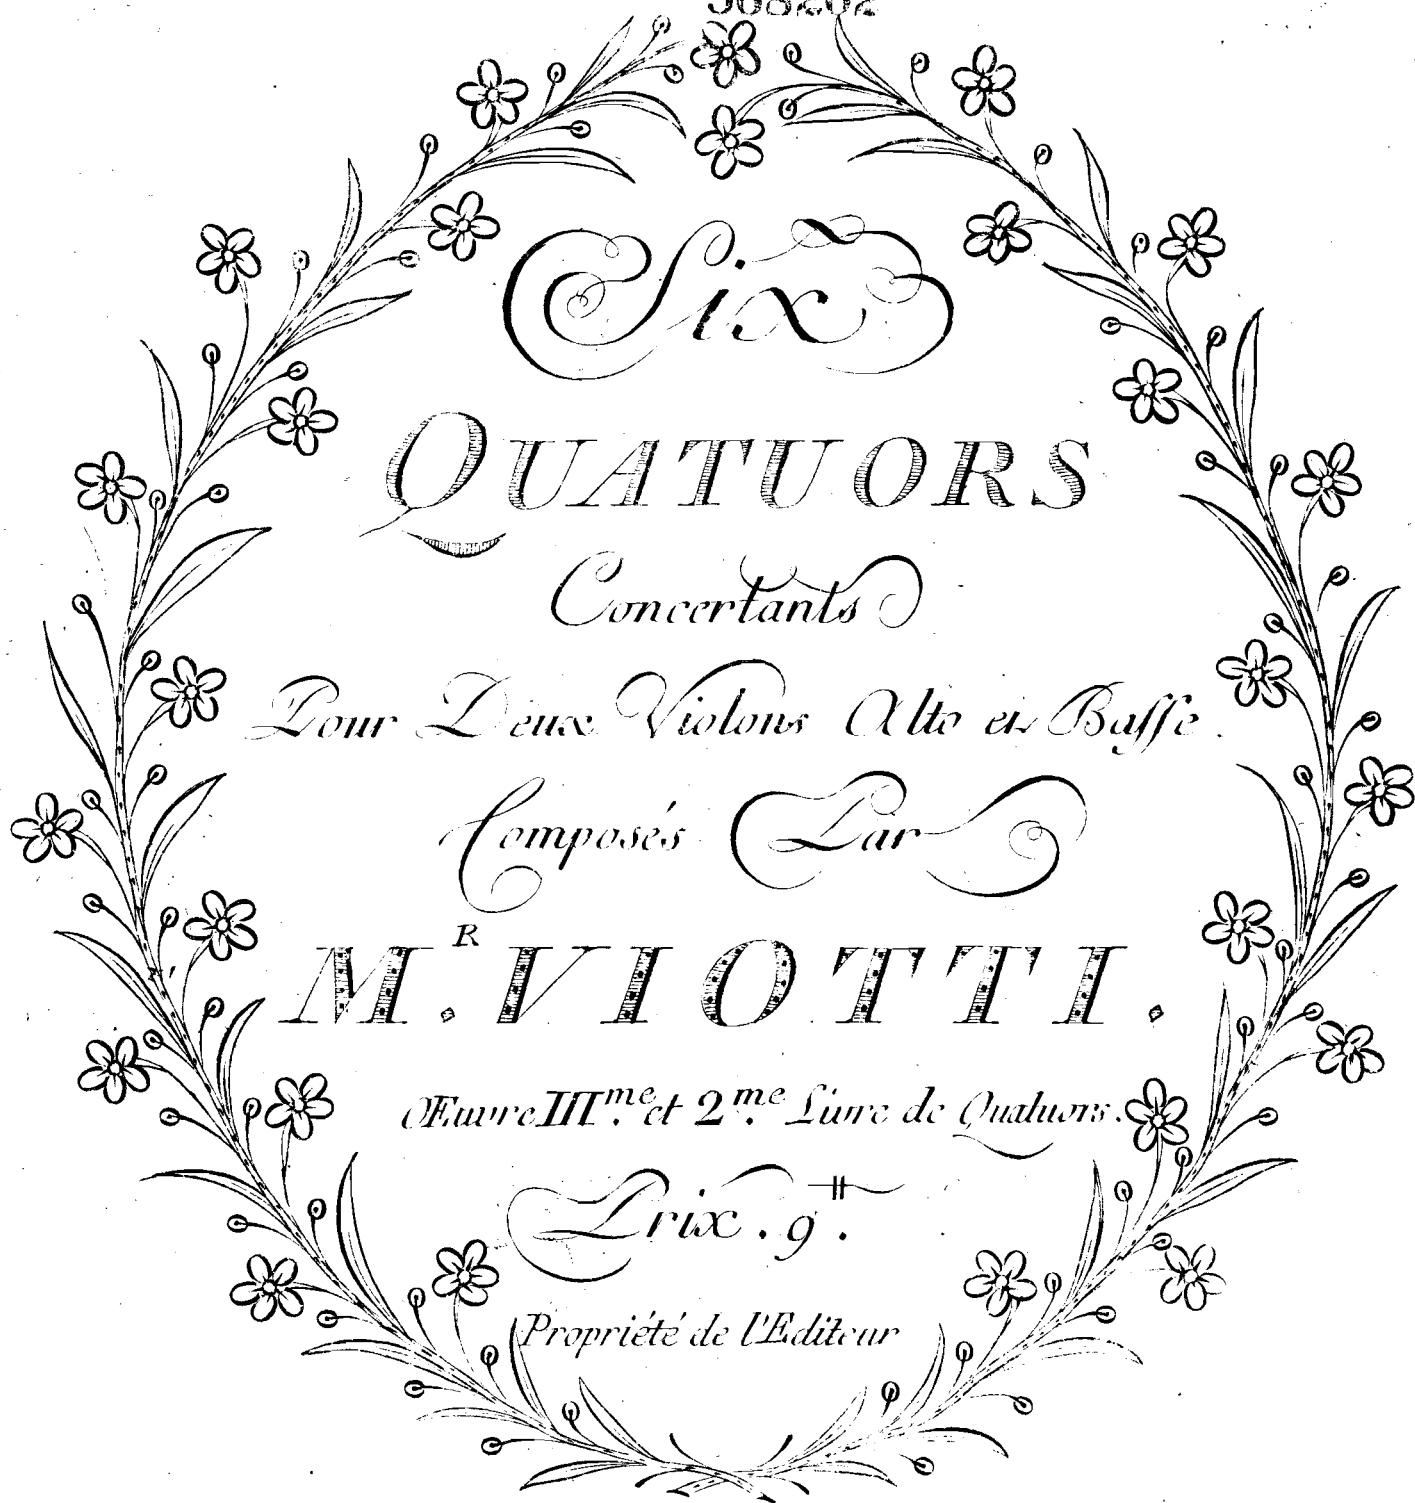 Six
QUATUORS
Concertants
Pour Deux Violons Alto et Basse.
Composés Par
M.R VIOTTI.
Œuvre III.me et 2.me Livre de Quatuors.
Prix. 9.tt
Propriété de l'Editeur